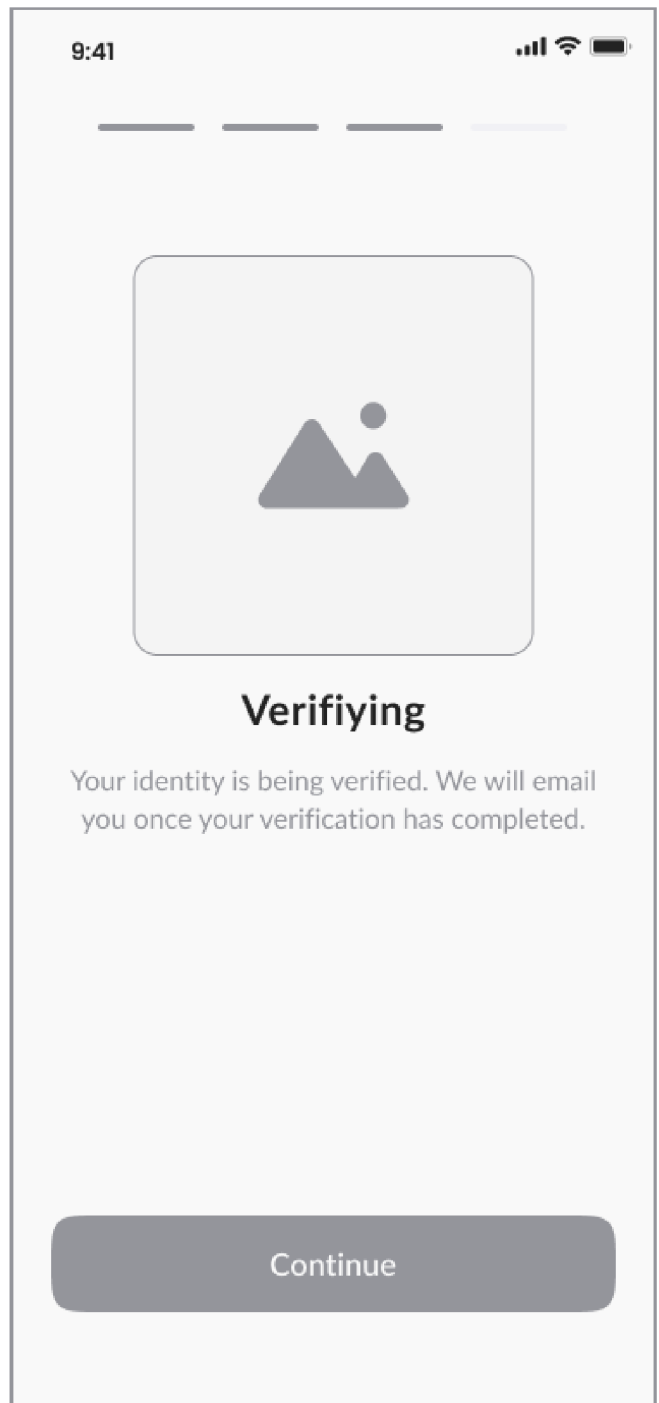 9:41
Verifiying
Your identity is being verified. We will email
you once your verification has completed.
Continue